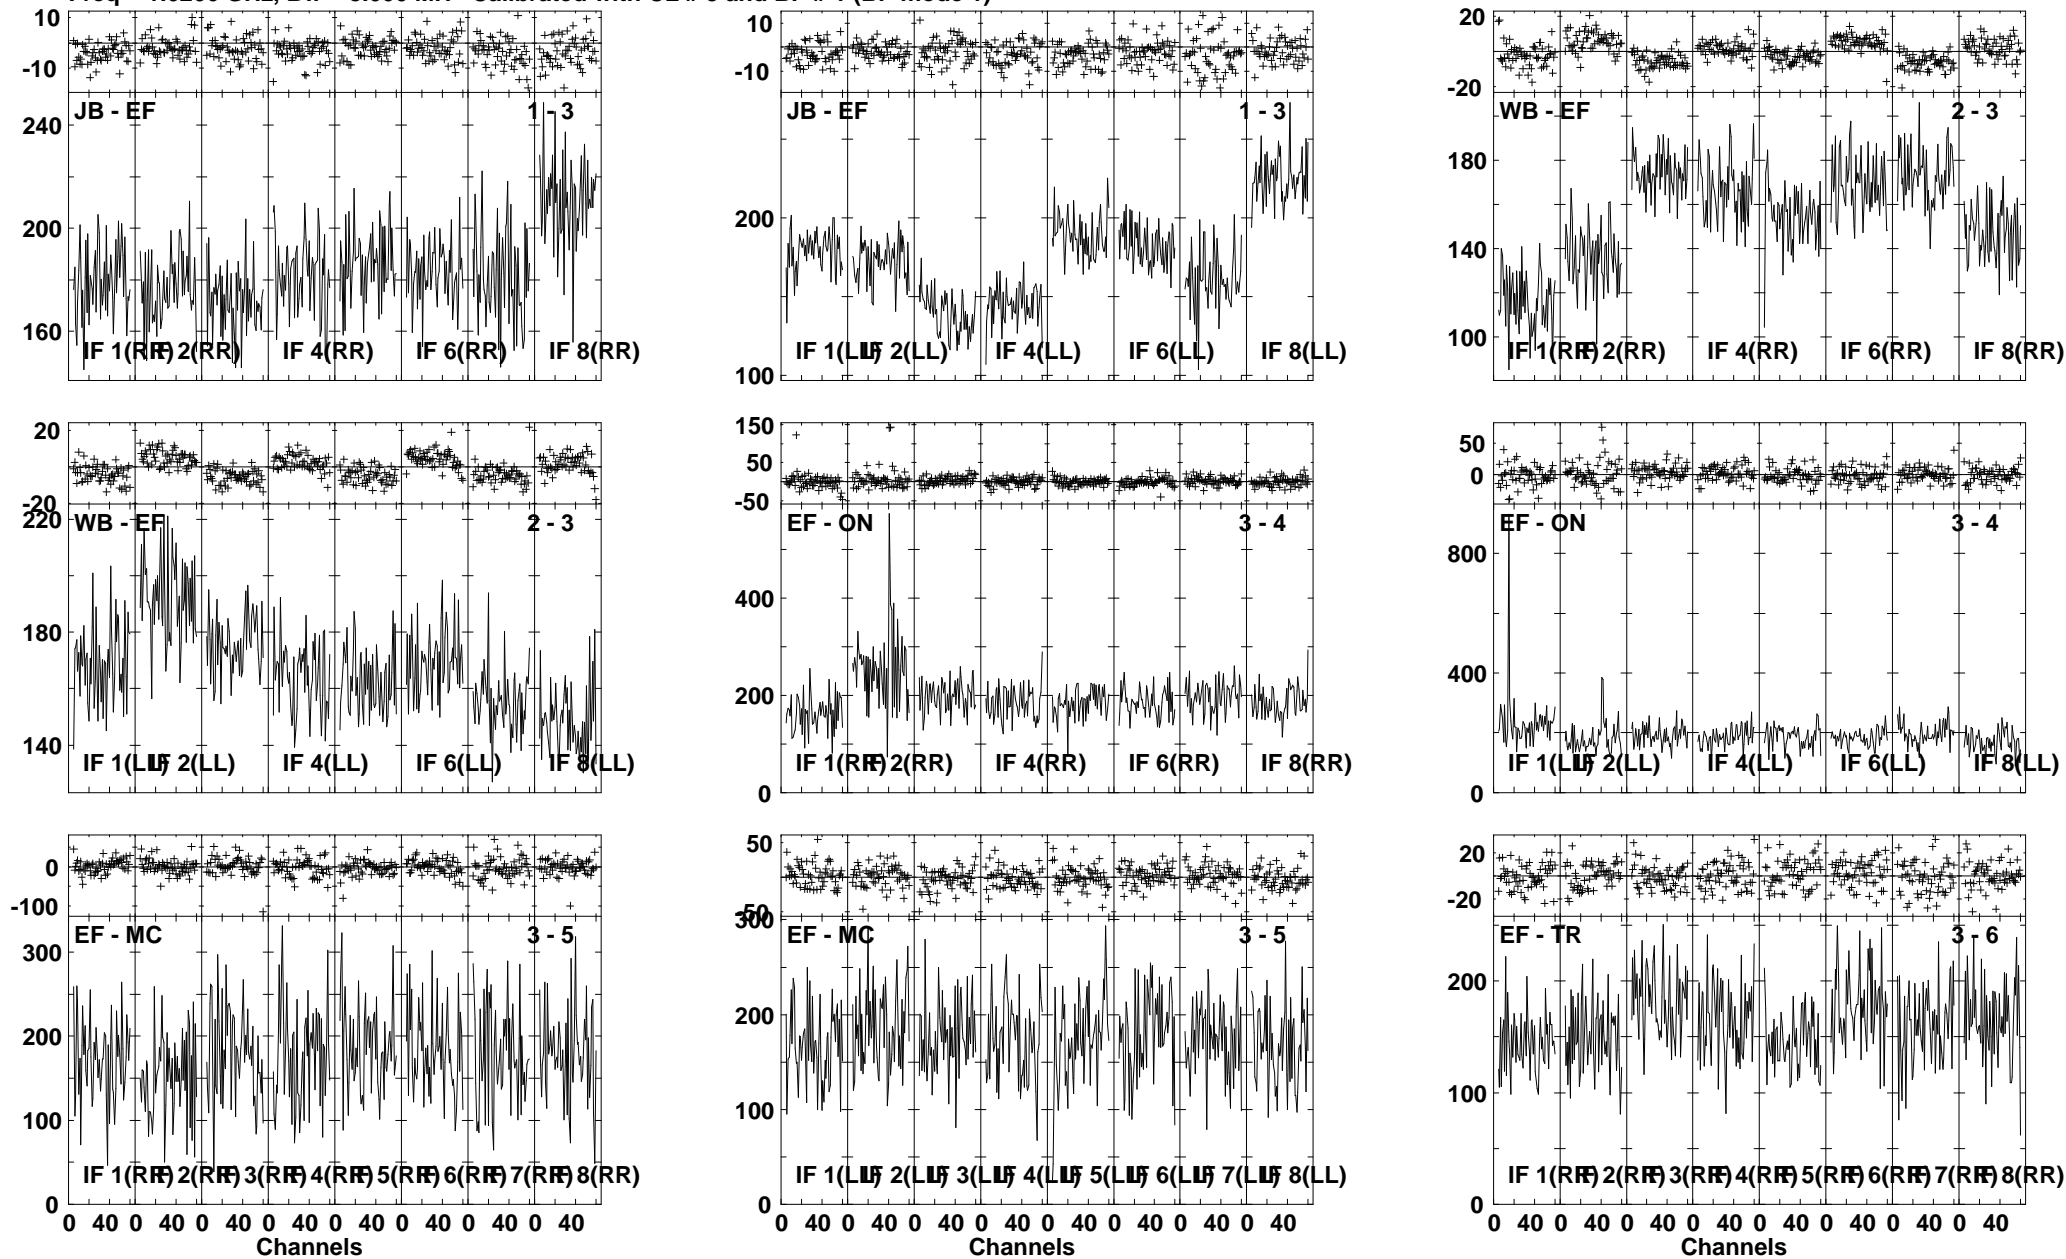 10 10 20
-10 -10 -20
JB - EF 1 - 3 JB - EF 1 - 3 WB - EF 2 - 3
240 180
200 200 140
160 100 100
IF 1(RR) IF 2(RR) IF 4(RR) IF 6(RR) IF 8(RR) IF 1(LL) IF 2(LL) IF 4(LL) IF 6(LL) IF 8(LL) IF 1(RR) IF 2(RR) IF 4(RR) IF 6(RR) IF 8(RR)
20 150 50
-20 50 0
-50
WB - EF 2 - 3 EF - ON 3 - 4 EF - ON 3 - 4
220 400 800
180 200 400
140 0 0
IF 1(LL) IF 2(LL) IF 4(LL) IF 6(LL) IF 8(LL) IF 1(RR) IF 2(RR) IF 4(RR) IF 6(RR) IF 8(RR) IF 1(LL) IF 2(LL) IF 4(LL) IF 6(LL) IF 8(LL)
0 50 20
-100 -50 -20
EF - MC 3 - 5 EF - MC 3 - 5 EF - TR 3 - 6
300 300 200
200 200 100
100 100 0
0 0
IF 1(RR) IF 2(RR) IF 3(RR) IF 4(RR) IF 5(RR) IF 6(RR) IF 7(RR) IF 8(RR) IF 1(LL) IF 2(LL) IF 3(LL) IF 4(LL) IF 5(LL) IF 6(LL) IF 7(LL) IF 8(LL) IF 1(RR) IF 2(RR) IF 3(RR) IF 4(RR) IF 5(RR) IF 6(RR) IF 7(RR) IF 8(RR)
0 40 0 40 0 40 0 40 0 40 0 40 0 40 0 40 0 40 0 40 0 40 0 40 0 40 0 40 0 40 0 40 0 40 0 40 0 40 0 40 0 40 0 40 0 40 0 40
Channels Channels